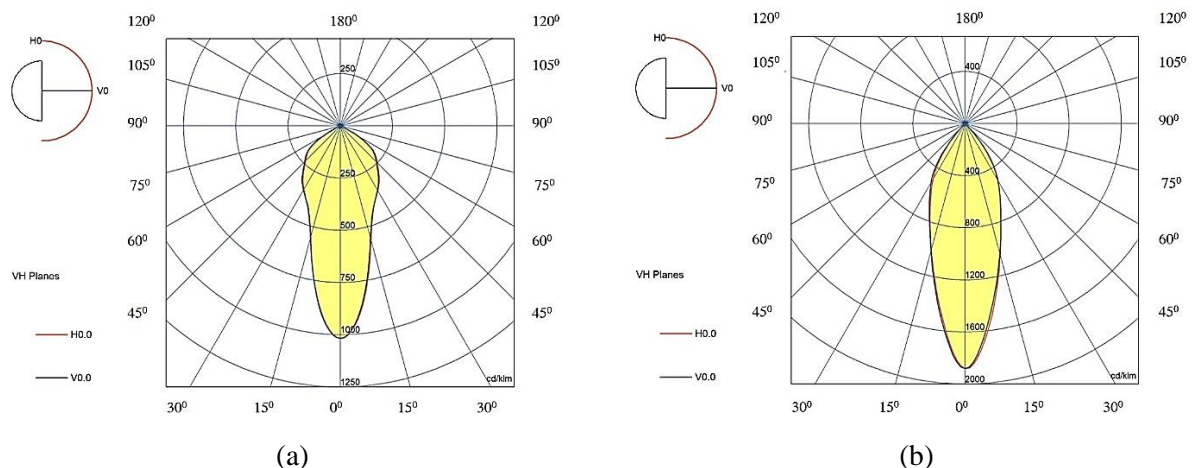 120⁰ 180⁰ 120⁰
H0
105⁰ 105⁰
V0
250
90⁰ 90⁰
250
75⁰ 75⁰
500
60⁰ 60⁰
VH Planes
750
45⁰ 45⁰
H0.0
1000
V0.0
cd/klm
1250
30⁰ 15⁰ 0⁰ 15⁰ 30⁰
(a)
120⁰ 180⁰ 120⁰
H0
105⁰ 105⁰
400
V0
90⁰ 90⁰
400
75⁰ 75⁰
800
60⁰ 60⁰
VH Planes
1200
45⁰ 45⁰
H0.0
1600
V0.0
cd/klm
2000
30⁰ 15⁰ 0⁰ 15⁰ 30⁰
(b)